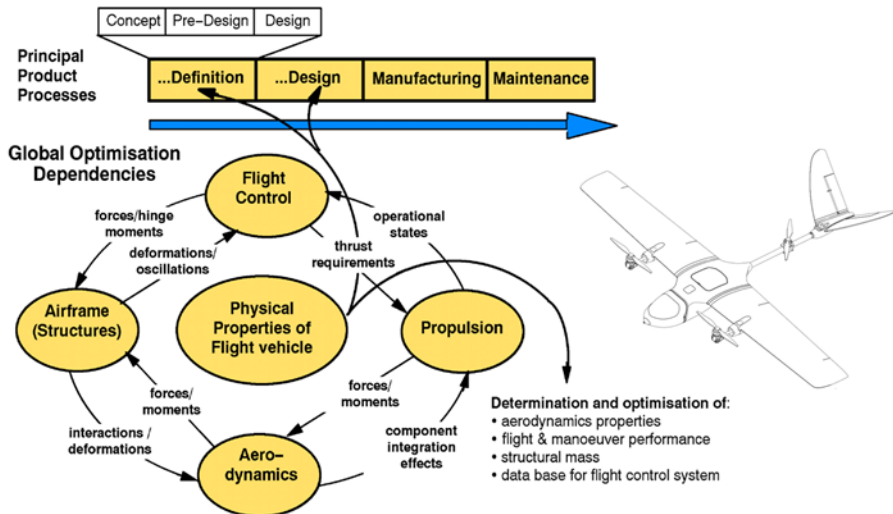 Concept Pre-Design Design
Principal
Product
Processes
...Definition ...Design Manufacturing Maintenance
Global Optimisation
Dependencies
Flight
Control
forces/hinge
moments
operational
states
deformations/
oscillations
thrust
requirements
Airframe
(Structures)
Physical
Properties of
Flight vehicle
Propulsion
forces/
moments
forces/
moments
interactions /
deformations
Aero–
dynamics
component
integration
effects
Determination and optimisation of:
• aerodynamics properties
• flight & manoeuver performance
• structural mass
• data base for flight control system